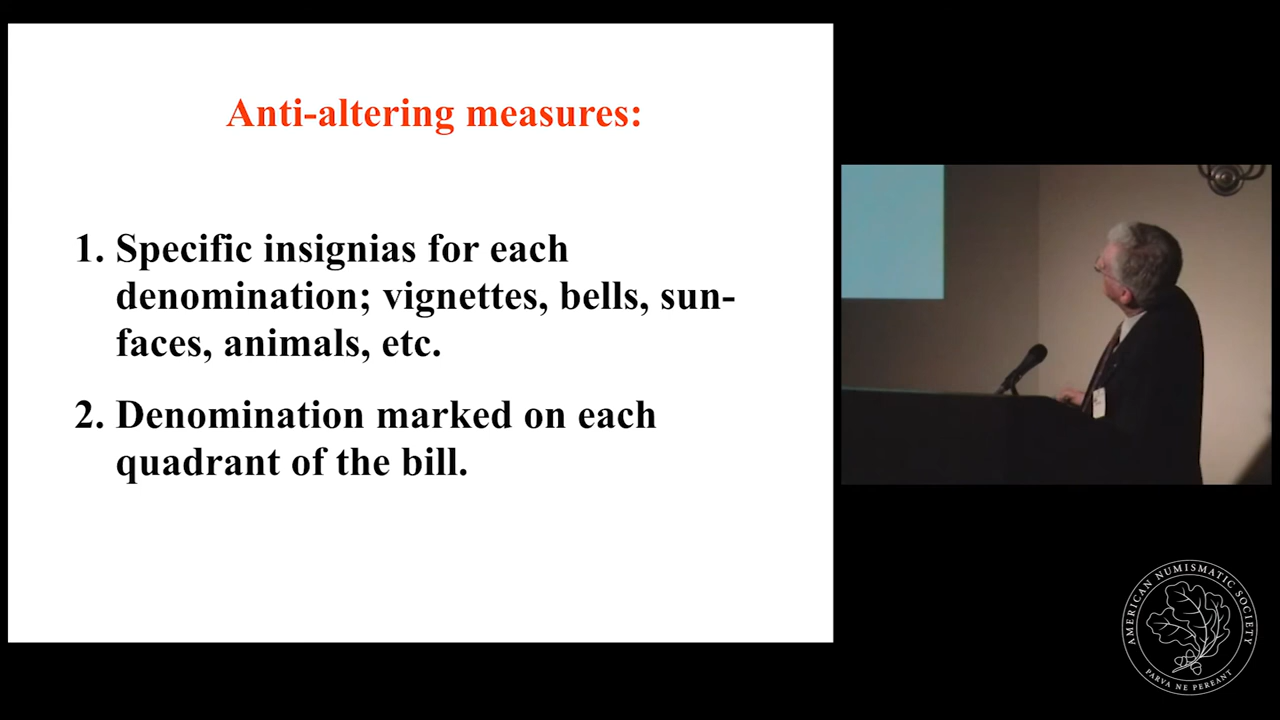 Anti-altering measures:
1. Specific insignias for each
denomination; vignettes, bells, sun-
faces, animals, etc.
2. Denomination marked on each
quadrant of the bill.
AMERICAN NUMISMATIC SOCIETY
PARVA NE PEREANT